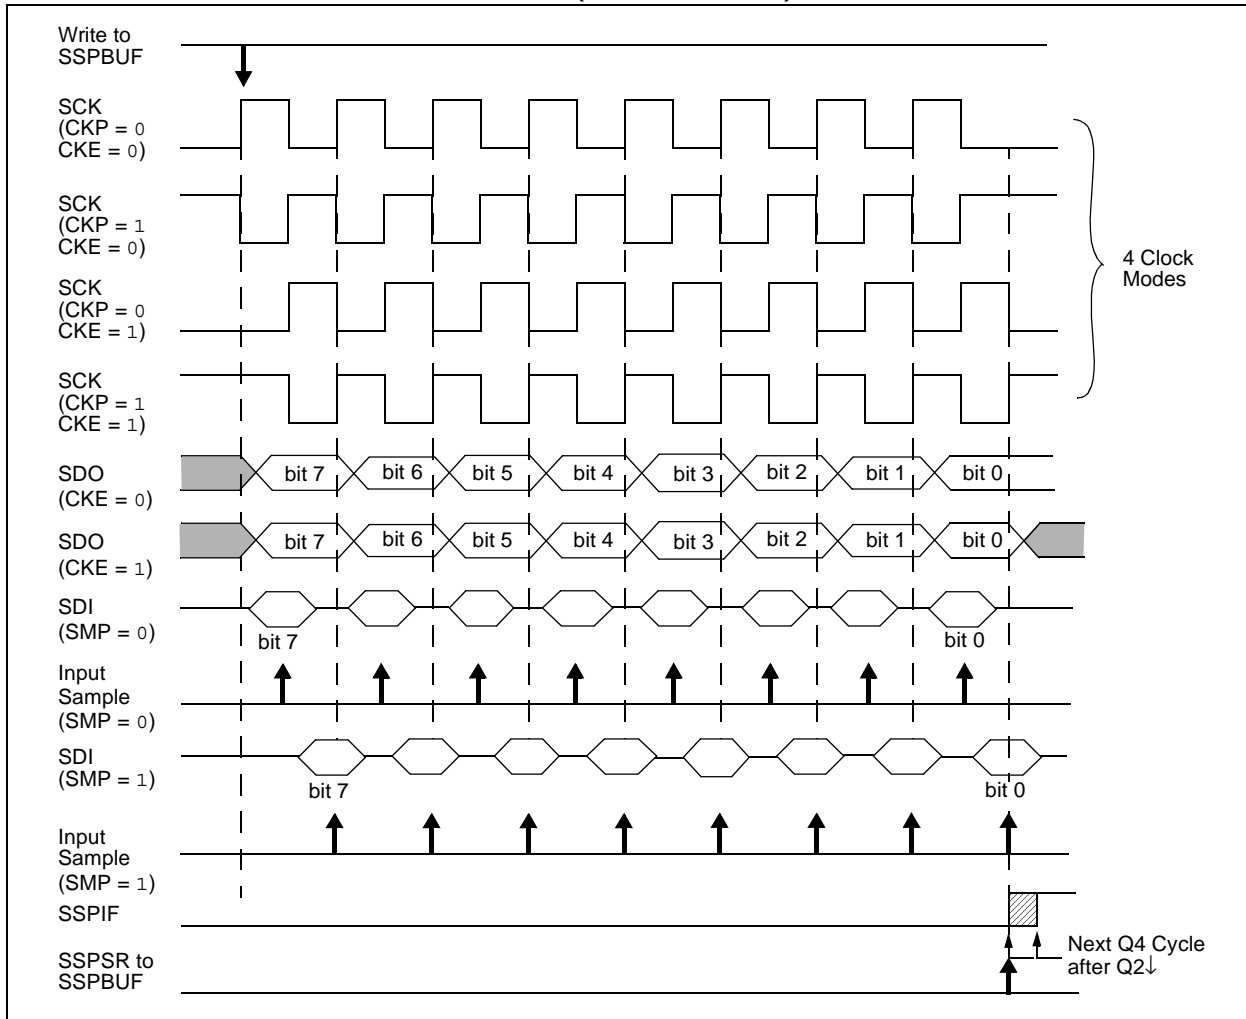 Write to
SSPBUF
SCK
(CKP = 0
CKE = 0)
SCK
(CKP = 1
CKE = 0)
SCK
(CKP = 0
CKE = 1)
SCK
(CKP = 1
CKE = 1)
4 Clock
Modes
SDO
(CKE = 0)
bit 7 bit 6 bit 5 bit 4 bit 3 bit 2 bit 1 bit 0
SDO
(CKE = 1)
bit 7 bit 6 bit 5 bit 4 bit 3 bit 2 bit 1 bit 0
SDI
(SMP = 0)
bit 7 bit 0
Input
Sample
(SMP = 0)
SDI
(SMP = 1)
bit 7 bit 0
Input
Sample
(SMP = 1)
SSPIF
Next Q4 Cycle
after Q2↓
SSPSR to
SSPBUF